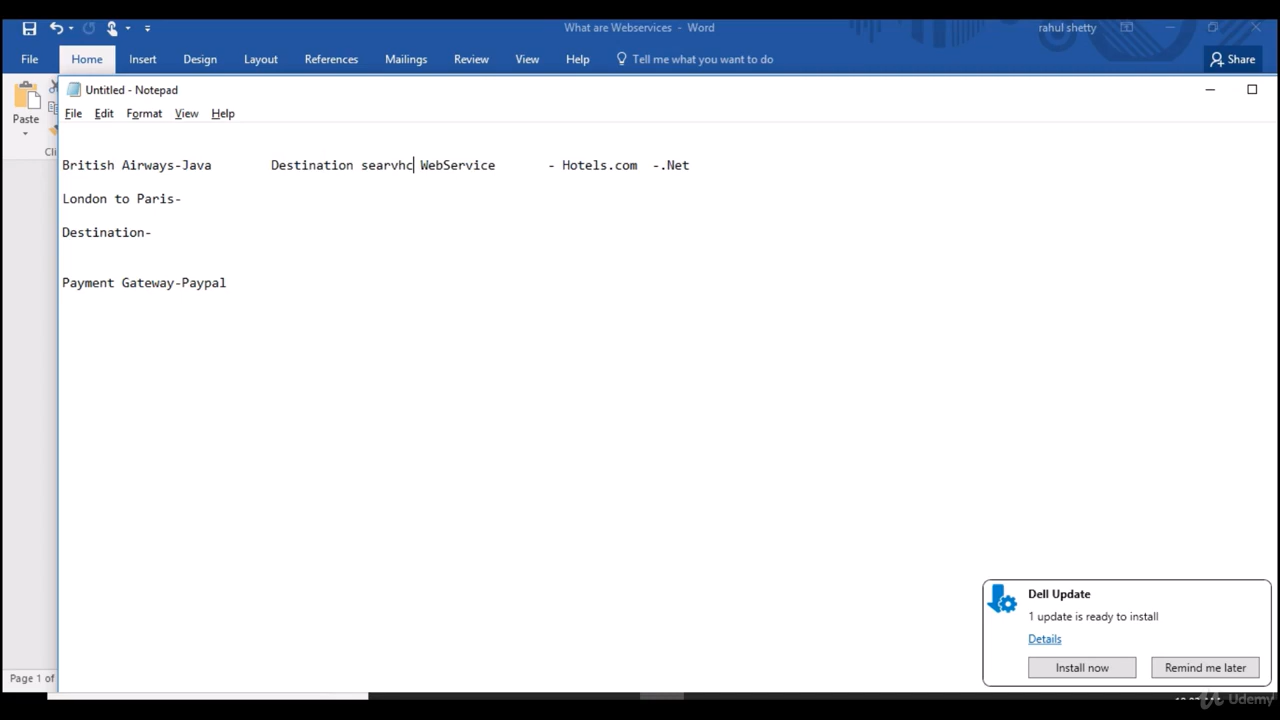 What are Webservices - Word
rahul shetty
File Home Insert Design Layout References Mailings Review View Help Tell me what you want to do Share
Paste
Cli
Untitled - Notepad
File Edit Format View Help
British Airways-Java Destination searvhc WebService - Hotels.com -.Net
London to Paris-
Destination-
Payment Gateway-Paypal
Dell Update
1 update is ready to install
Details
Install now Remind me later
Page 1 of
Udemy